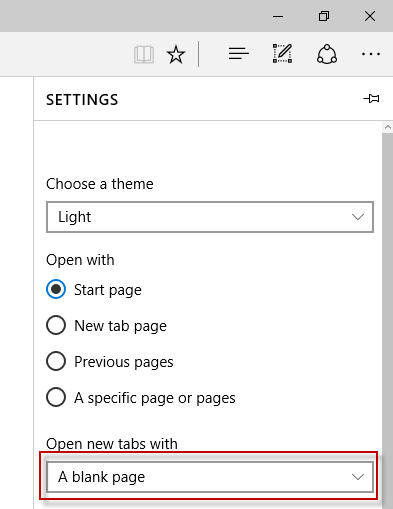 SETTINGS
Choose a theme
Light
Open with
Start page
New tab page
Previous pages
A specific page or pages
Open new tabs with
A blank page